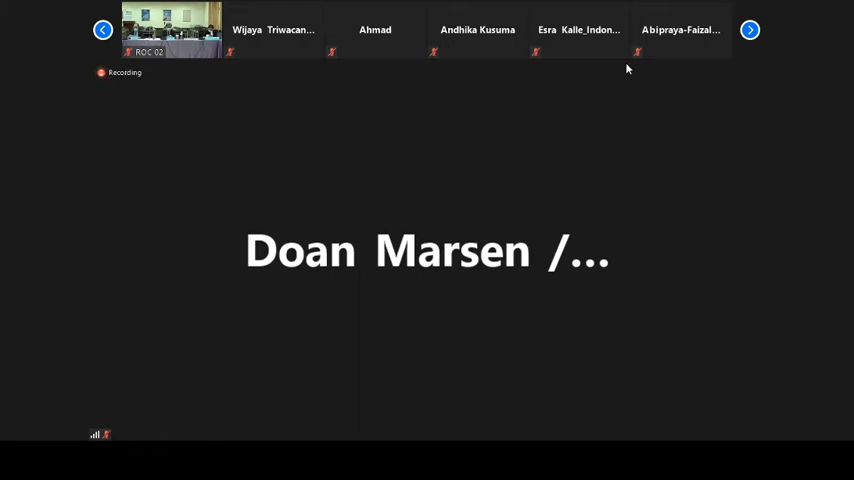 Wijaya Triwacan...
Ahmad
Andhika Kusuma
Esra Kalle_Indon...
Abipraya-Faizal...
ROC 02
Recording
Doan Marsen /...